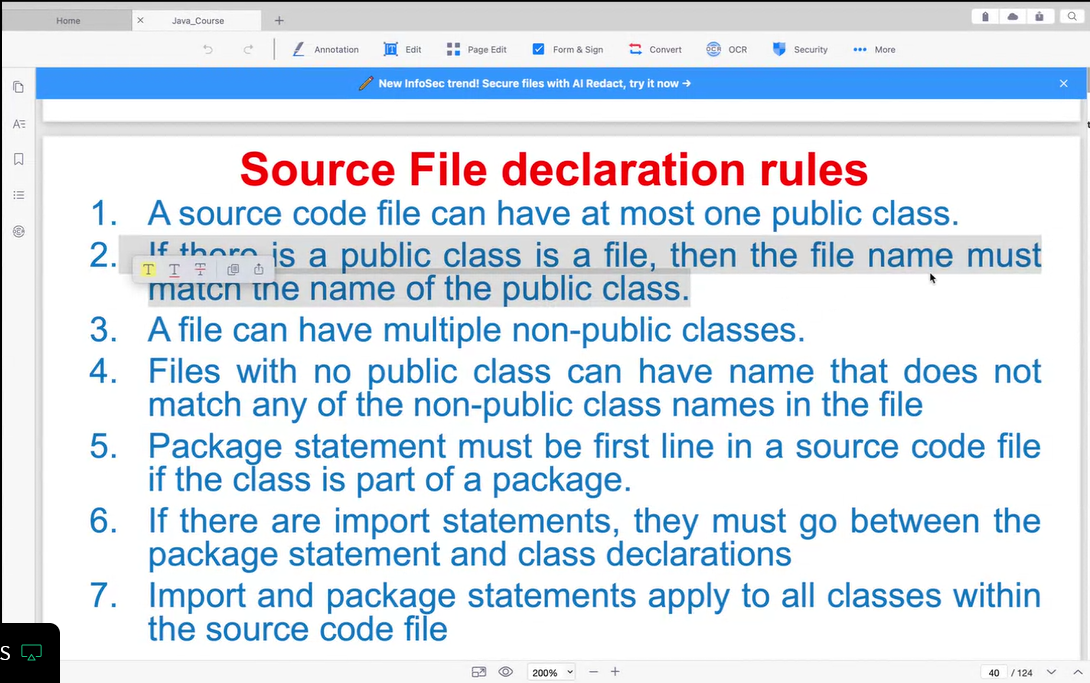 Home
Java_Course
Annotation
Edit
Page Edit
Form & Sign
Convert
OCR
Security
More
New InfoSec trend! Secure files with AI Redact, try it now →
Source File declaration rules
1. A source code file can have at most one public class.
2. If there is a public class is a file, then the file name must
match the name of the public class.
3. A file can have multiple non-public classes.
4. Files with no public class can have name that does not
match any of the non-public class names in the file
5. Package statement must be first line in a source code file
if the class is part of a package.
6. If there are import statements, they must go between the
package statement and class declarations
7. Import and package statements apply to all classes within
the source code file
S
200%
40 / 124